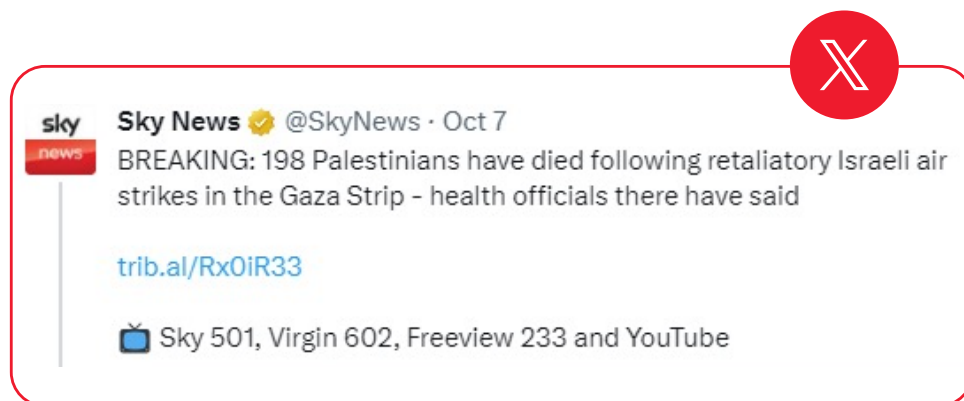 sky
news
Sky News @SkyNews · Oct 7
BREAKING: 198 Palestinians have died following retaliatory Israeli air
strikes in the Gaza Strip - health officials there have said
trib.al/Rx0iR33
Sky 501, Virgin 602, Freeview 233 and YouTube